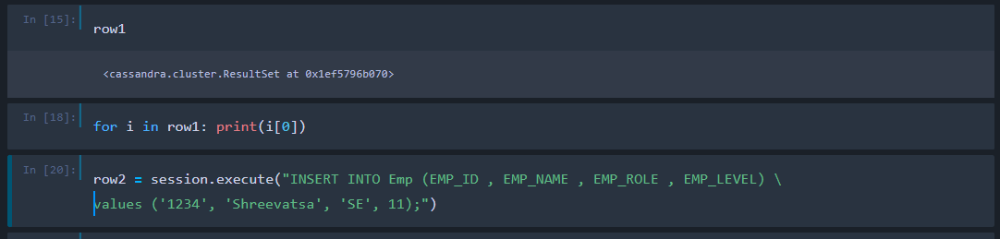 In [15]:
row1
<cassandra.cluster.ResultSet at 0x1ef5796b070>
In [18]:
for i in row1: print(i[0])
In [20]:
row2 = session.execute("INSERT INTO Emp (EMP_ID , EMP_NAME , EMP_ROLE , EMP_LEVEL) \
values ('1234', 'Shreevatsa', 'SE', 11);")